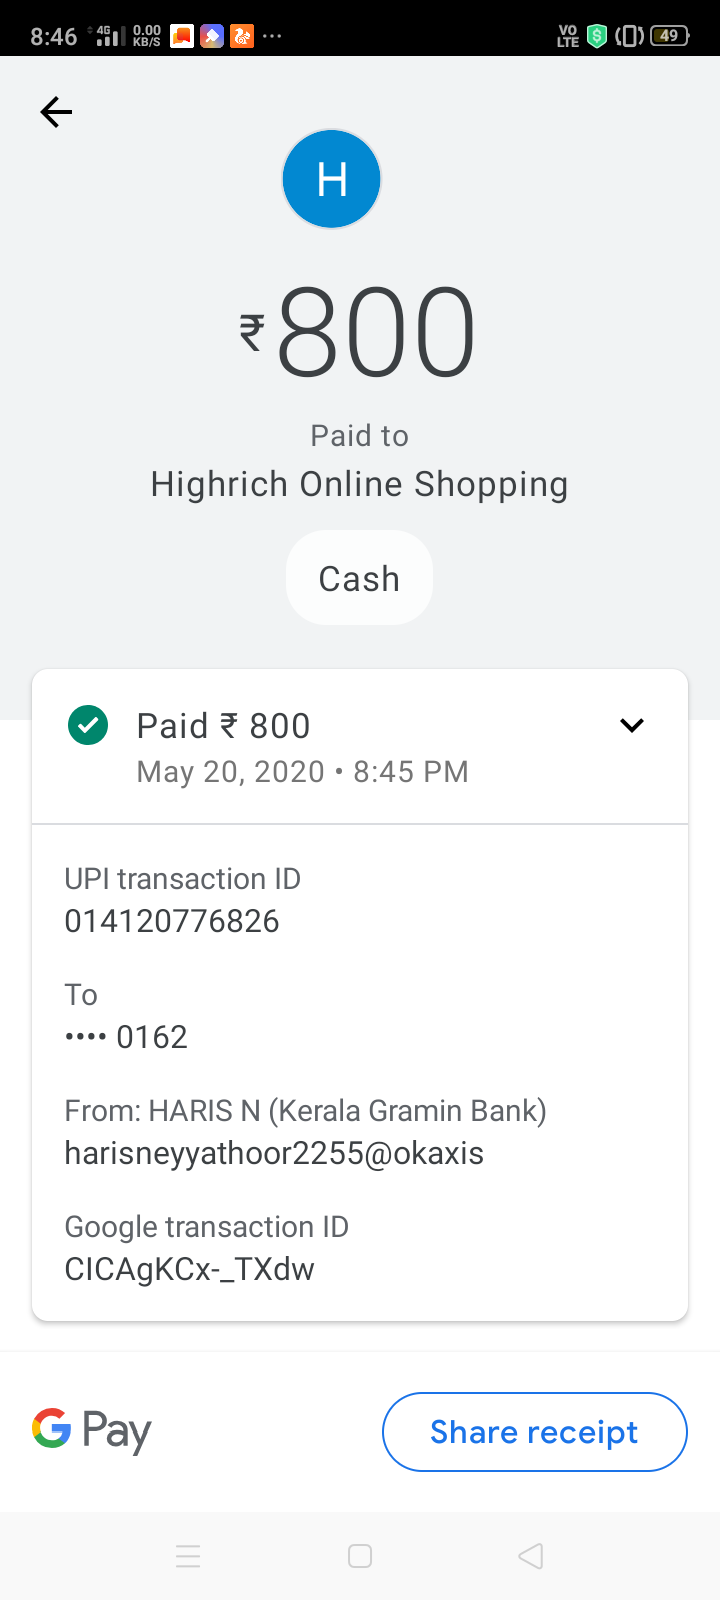 8:46 4G 0.00 KB/S ... VO LTE 49
H
₹800
Paid to
Highrich Online Shopping
Cash
Paid ₹ 800
May 20, 2020 • 8:45 PM
UPI transaction ID
014120776826
To
•••• 0162
From: HARIS N (Kerala Gramin Bank)
harisneyyathoor2255@okaxis
Google transaction ID
CICAgKCx-_TXdw
G Pay
Share receipt